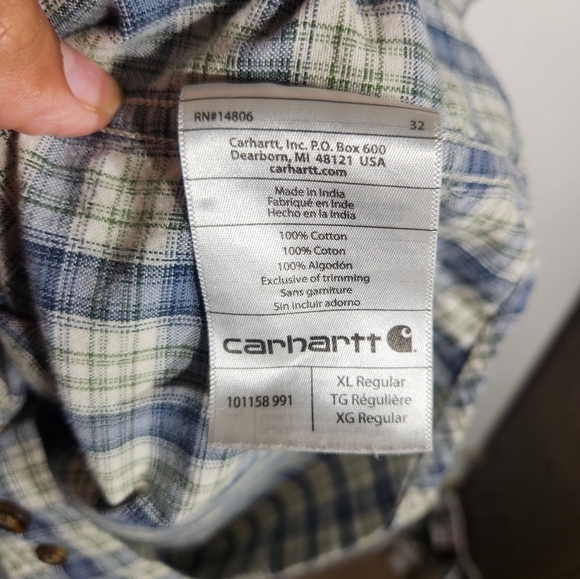 RN#14806 32
Carhartt, Inc. P.O. Box 600
Dearborn, MI 48121 USA
carhartt.com
Made in India
Fabriqué en Inde
Hecho en la India
100% Cotton
100% Coton
100% Algodón
Exclusive of trimming
Sans garniture
Sin incluir adorno
carhartt
101158 991
XL Regular
TG Régulière
XG Regular